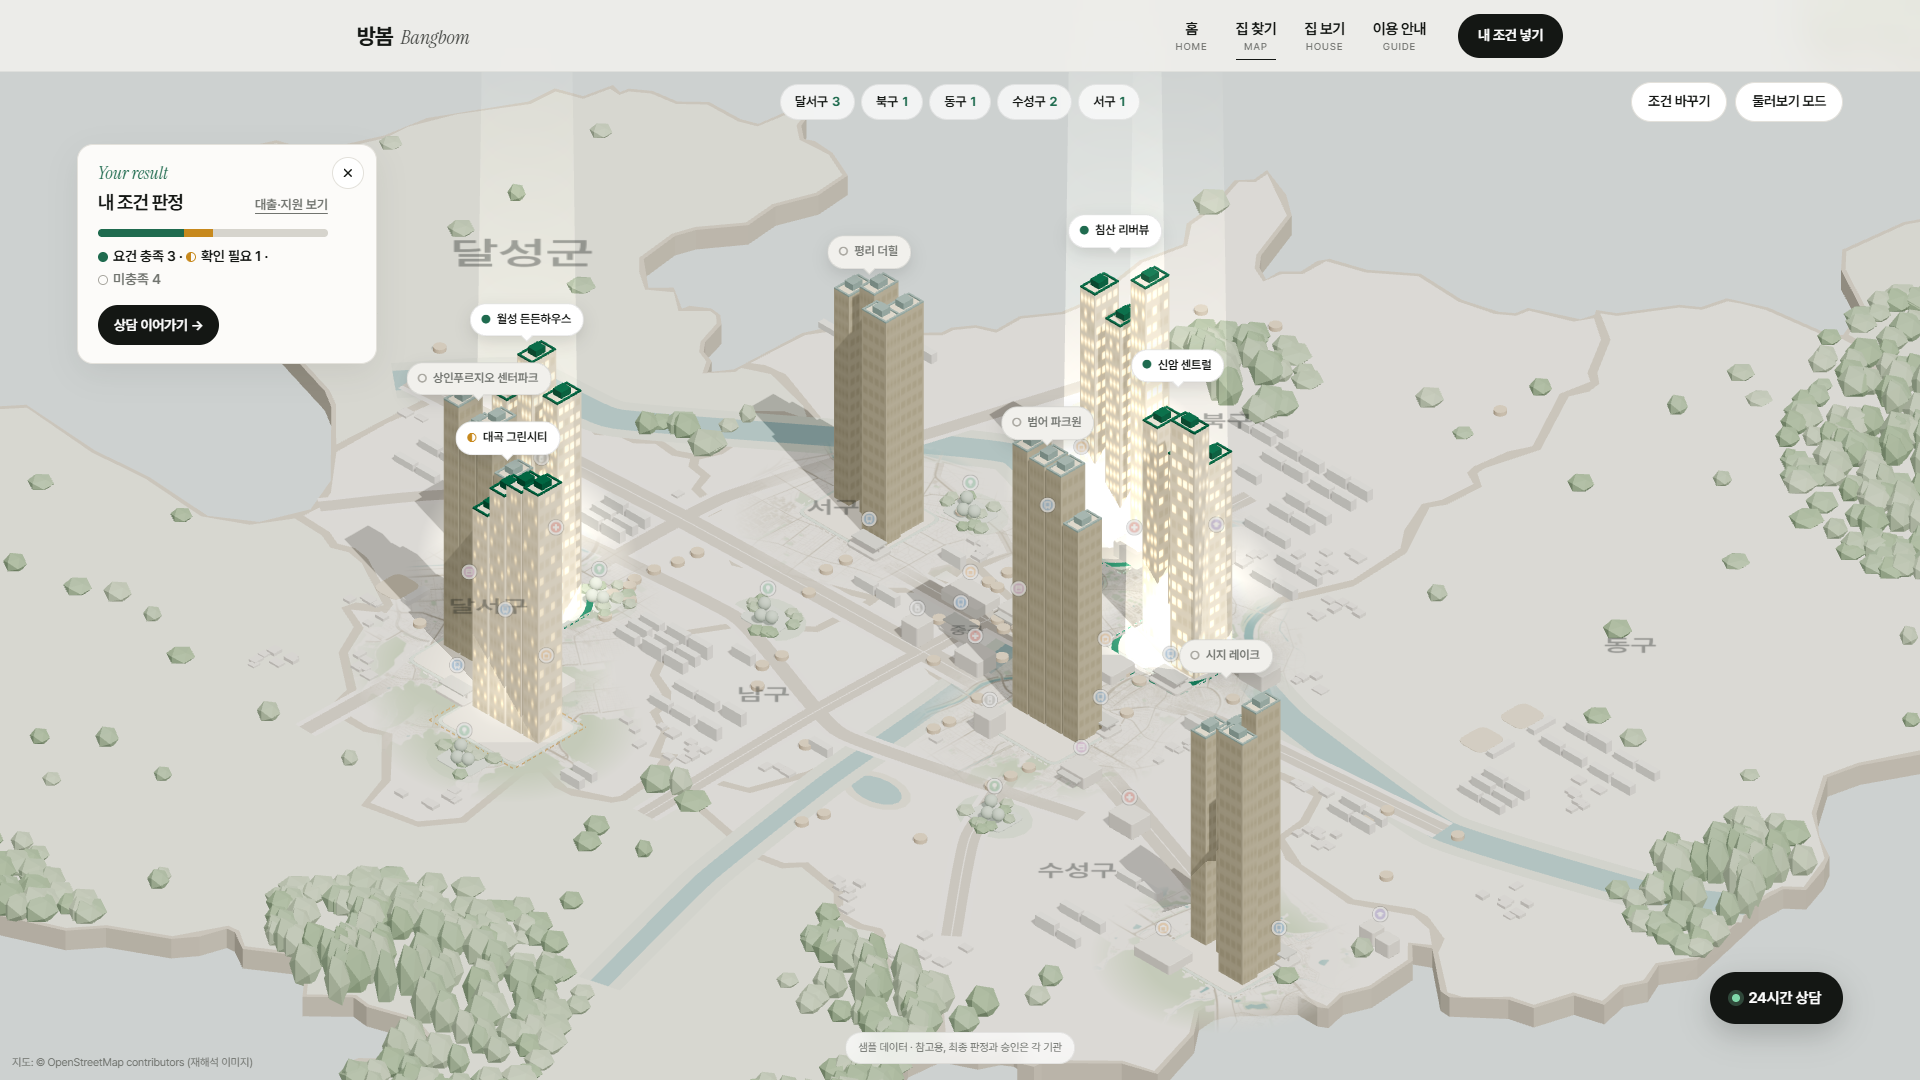 방봄 Bangbom
홈
HOME
집 찾기
MAP
집 보기
HOUSE
이용 안내
GUIDE
내 조건 넣기
달서구 3
북구 1
동구 1
수성구 2
서구 1
조건 바꾸기
둘러보기 모드
Your result
내 조건 판정
대출·지원 보기
요건 충족 3 · 확인 필요 1 ·
미충족 4
상담 이어가기 →
달성군
평리 더힐
침산 리버뷰
월성 든든하우스
상인푸르지오 센터파크
신암 센트럴
북구
범어 파크원
대곡 그린시티
서구
달서구
중구
동구
시지 레이크
남구
수성구
24시간 상담
샘플 데이터 · 참고용, 최종 판정과 승인은 각 기관
지도: © OpenStreetMap contributors (재해석 이미지)